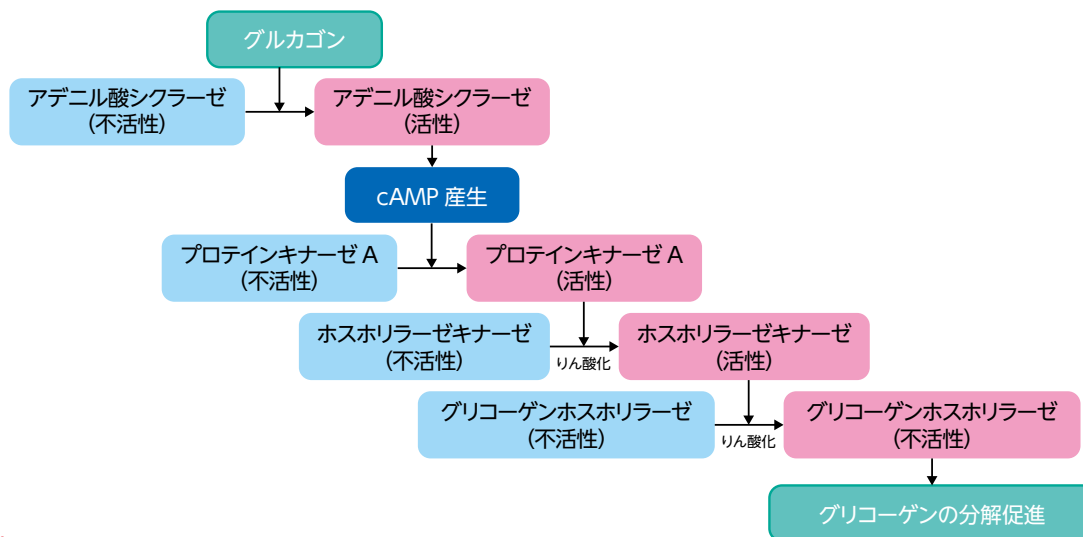 グルカゴン
アデニル酸シクラーゼ
(不活性)
アデニル酸シクラーゼ
(活性)
cAMP 産生
プロテインキナーゼ A
(不活性)
プロテインキナーゼ A
(活性)
ホスホリラーゼキナーゼ
(不活性)
りん酸化
ホスホリラーゼキナーゼ
(活性)
グリコーゲンホスホリラーゼ
(不活性)
りん酸化
グリコーゲンホスホリラーゼ
(不活性)
グリコーゲンの分解促進